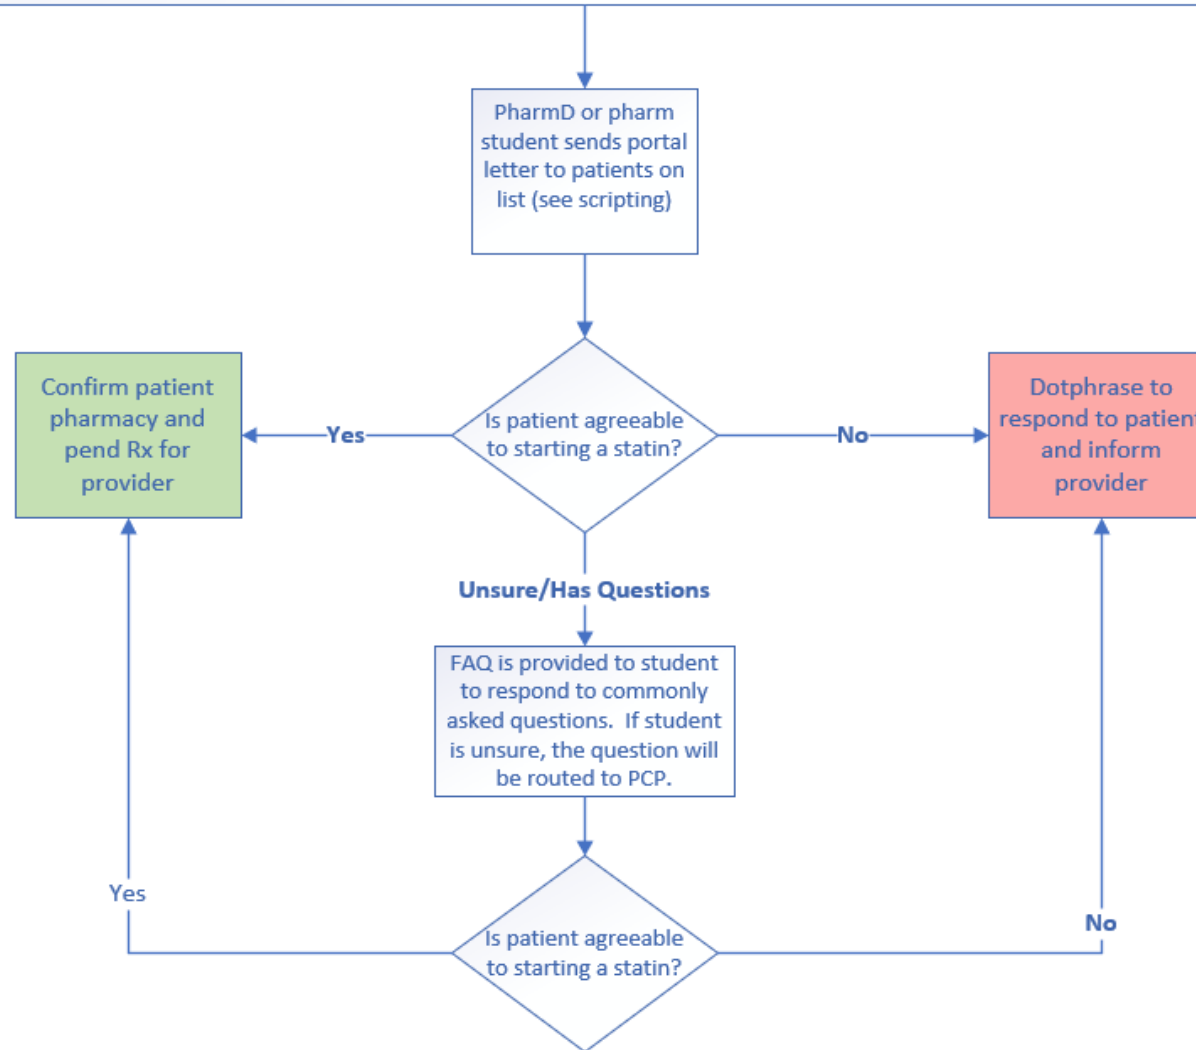 PharmD or pharm
student sends portal
letter to patients on
list (see scripting)
Is patient agreeable
to starting a statin?
Yes
No
Confirm patient
pharmacy and
pend Rx for
provider
Dotphrase to
respond to patient
and inform
provider
Unsure/Has Questions
FAQ is provided to student
to respond to commonly
asked questions.  If student
is unsure, the question will
be routed to PCP.
Is patient agreeable
to starting a statin?
Yes
No